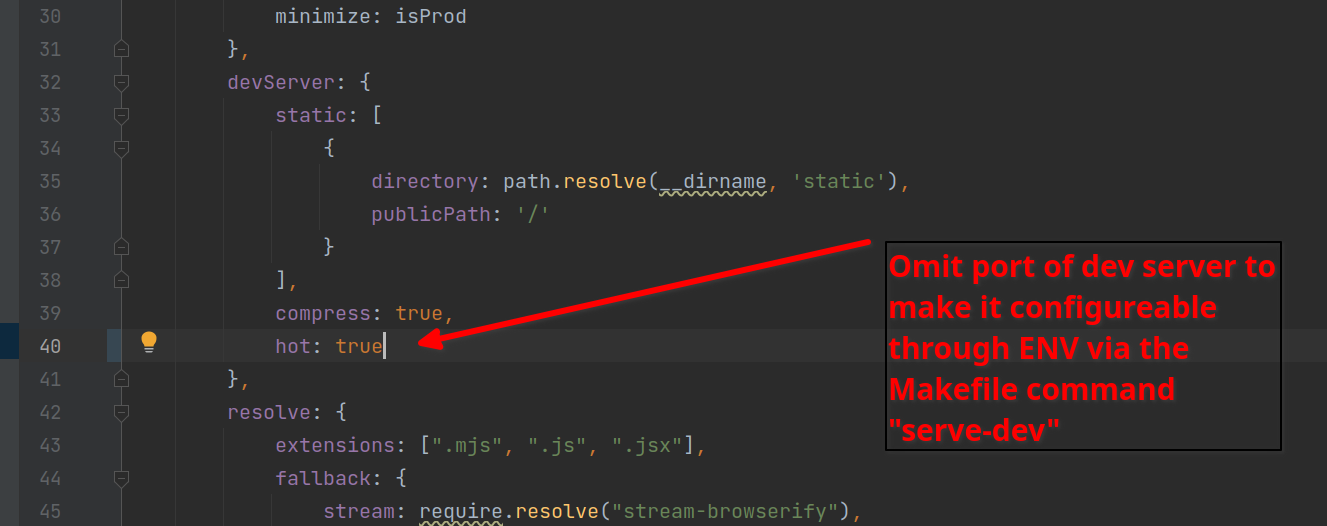 30 minimize: isProd
31 },
32 devServer: {
33 static: [
34 {
35 directory: path.resolve(__dirname, 'static'),
36 publicPath: '/'
37 }
38 ],
39 compress: true,
40 hot: true
41 },
42 resolve: {
43 extensions: [".mjs", ".js", ".jsx"],
44 fallback: {
45 stream: require.resolve("stream-browserify"),
Omit port of dev server to
make it configureable
through ENV via the
Makefile command
"serve-dev"